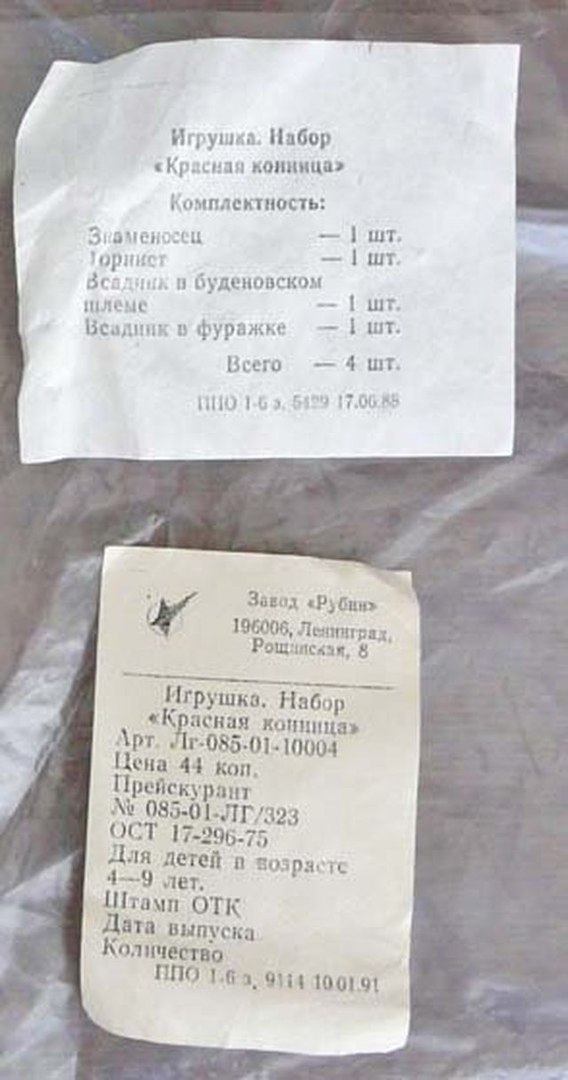 Игрушка. Набор
«Красная конница»
Комплектность:
Знаменосец — 1 шт.
Горнист — 1 шт.
Всадник в буденовском
шлеме — 1 шт.
Всадник в фуражке — 1 шт.
Всего — 4 шт.
ППО 1-6 з. 5429 17.06.88
Завод «Рубин»
196006, Ленинград,
Рощинская, 8
Игрушка. Набор
«Красная конница»
Арт. Лг-085-01-10004
Цена 44 коп.
Прейскурант
№ 085-01-ЛГ/323
ОСТ 17-296-75
Для детей в возрасте
4—9 лет.
Штамп ОТК
Дата выпуска
Количество
ППО 1-6 з. 9114 10.01.91